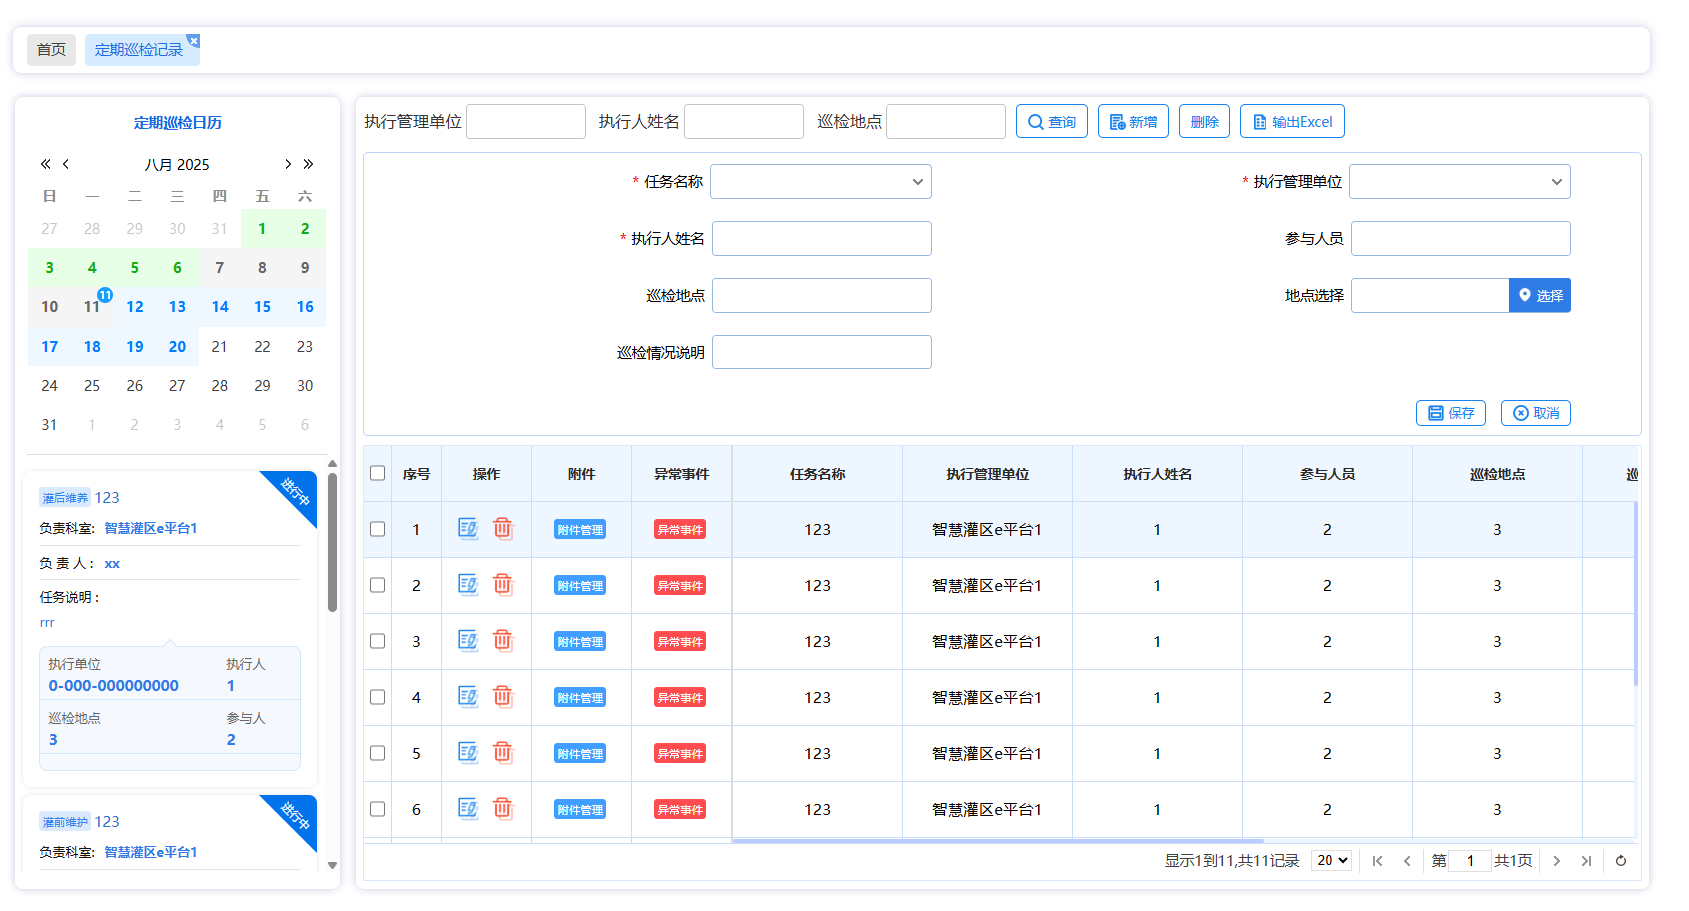 首页 定期巡检记录
定期巡检日历
八月 2025
日 一 二 三 四 五 六
27 28 29 30 31 1 2
3 4 5 6 7 8 9
10 11 11 12 13 14 15 16
17 18 19 20 21 22 23
24 25 26 27 28 29 30
31 1 2 3 4 5 6
进行中
灌后维养 123
负责科室: 智慧灌区e平台1
负 责 人： xx
任务说明：
rrr
执行单位 执行人
0-000-000000000 1
巡检地点 参与人
3 2
进行中
灌前维护 123
负责科室: 智慧灌区e平台1
执行管理单位 执行人姓名 巡检地点 查询 新增 删除 输出Excel
* 任务名称 * 执行管理单位
* 执行人姓名 参与人员
巡检地点 地点选择 选择
巡检情况说明
保存 取消
序号 操作 附件 异常事件 任务名称 执行管理单位 执行人姓名 参与人员 巡检地点
1 附件管理 异常事件 123 智慧灌区e平台1 1 2 3
2 附件管理 异常事件 123 智慧灌区e平台1 1 2 3
3 附件管理 异常事件 123 智慧灌区e平台1 1 2 3
4 附件管理 异常事件 123 智慧灌区e平台1 1 2 3
5 附件管理 异常事件 123 智慧灌区e平台1 1 2 3
6 附件管理 异常事件 123 智慧灌区e平台1 1 2 3
显示1到11,共11记录 20 第 1 共1页